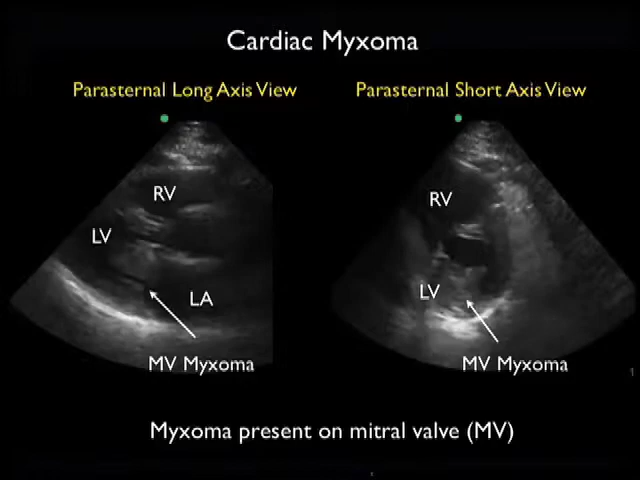 Cardiac Myxoma
Parasternal Long Axis View
Parasternal Short Axis View
RV
LV
LA
MV Myxoma
RV
LV
MV Myxoma
Myxoma present on mitral valve (MV)